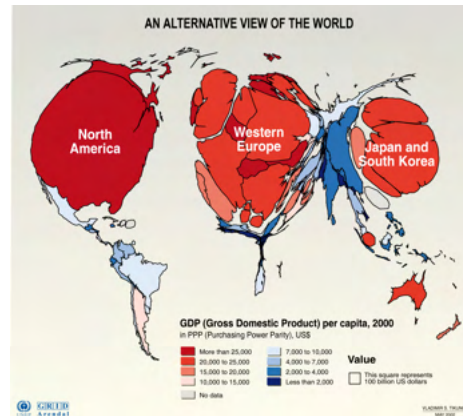 AN ALTERNATIVE VIEW OF THE WORLD
North
America
Western
Europe
Japan and
South Korea
GDP (Gross Domestic Product) per capita, 2000
in PPP (Purchasing Power Parity), US$
More than 25,000
20,000 to 25,000
15,000 to 20,000
10,000 to 15,000
No data
7,000 to 10,000
4,000 to 7,000
2,000 to 4,000
Less than 2,000
Value
This square represents
100 billion US dollars
UNEP
GRID
Arendal